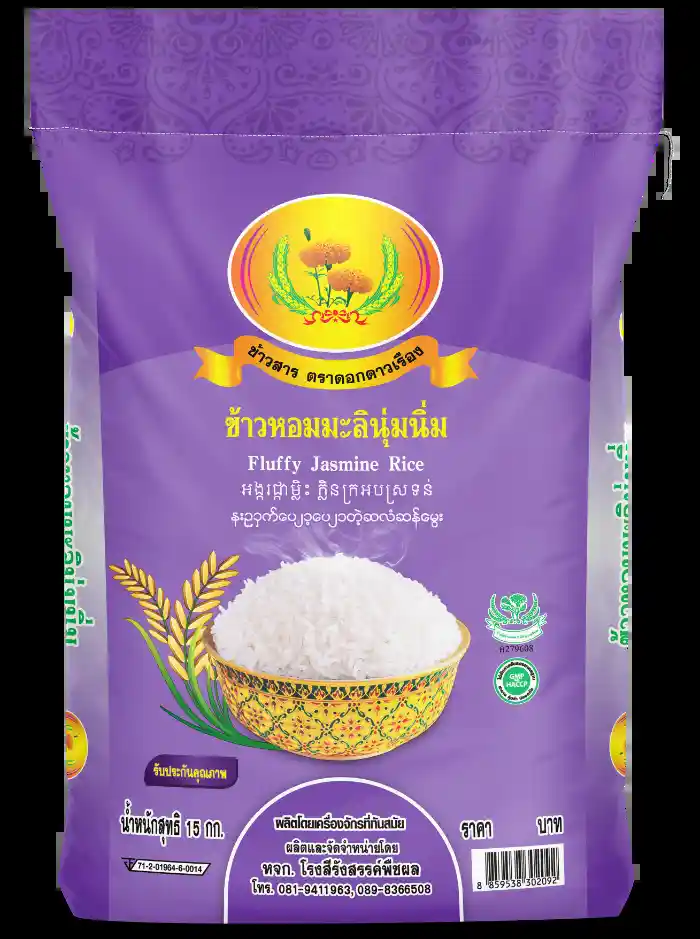 ข้าวสาร ตราดอกดาวเรือง
ข้าวหอมมะลินุ่มนิ่ม
Fluffy Jasmine Rice
អង្ករផ្កាម្លិះ ក្លិនក្រអបស្រទន់
H279608
GMP
HACCP
รับประกันคุณภาพ
น้ำหนักสุทธิ 15 กก.
71-2-01964-6-0014
ผลิตโดยเครื่องจักรที่ทันสมัย
ผลิตและจัดจำหน่ายโดย
หจก. โรงสีรังสรรค์พืชผล
โทร. 081-9411963, 089-8366508
ราคา บาท
8 859538 302092